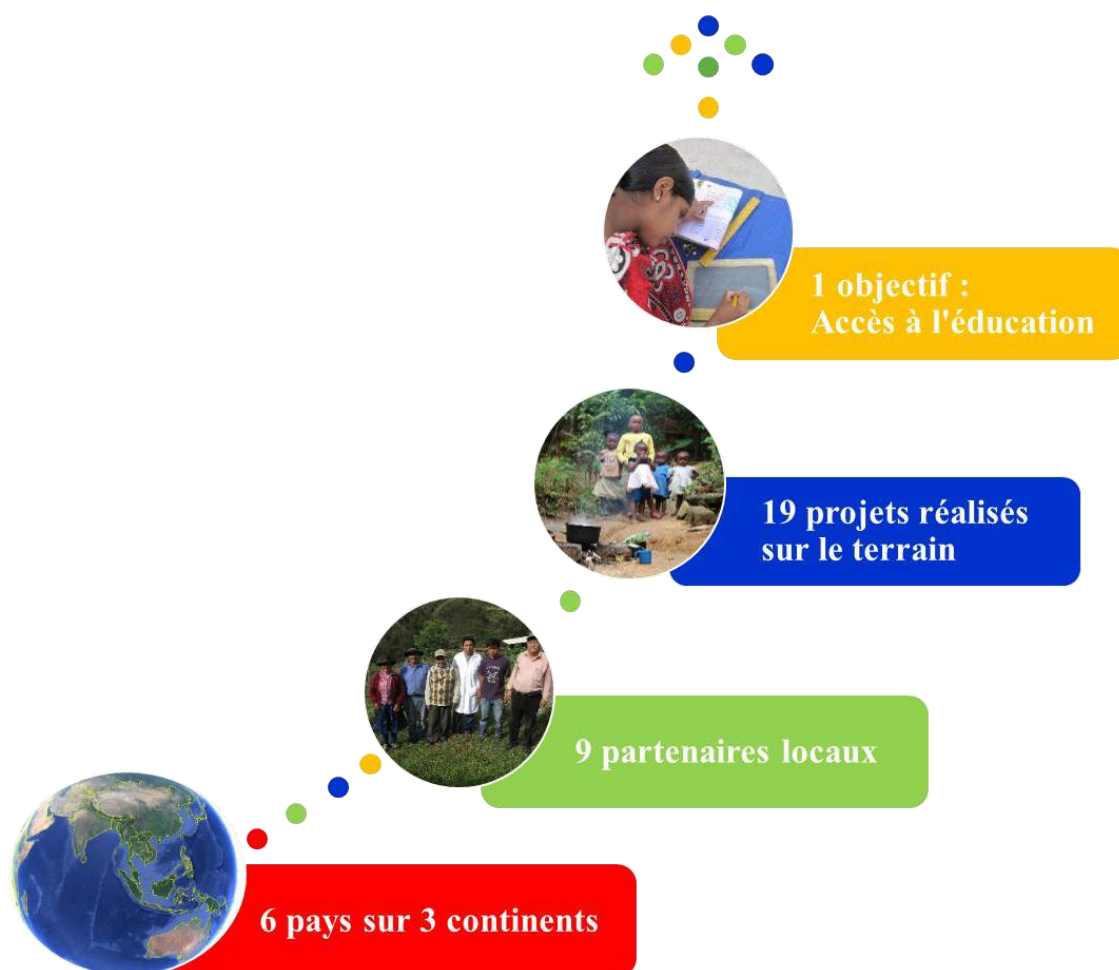 1 objectif :
Accès à l'éducation
19 projets réalisés
sur le terrain
9 partenaires locaux
6 pays sur 3 continents